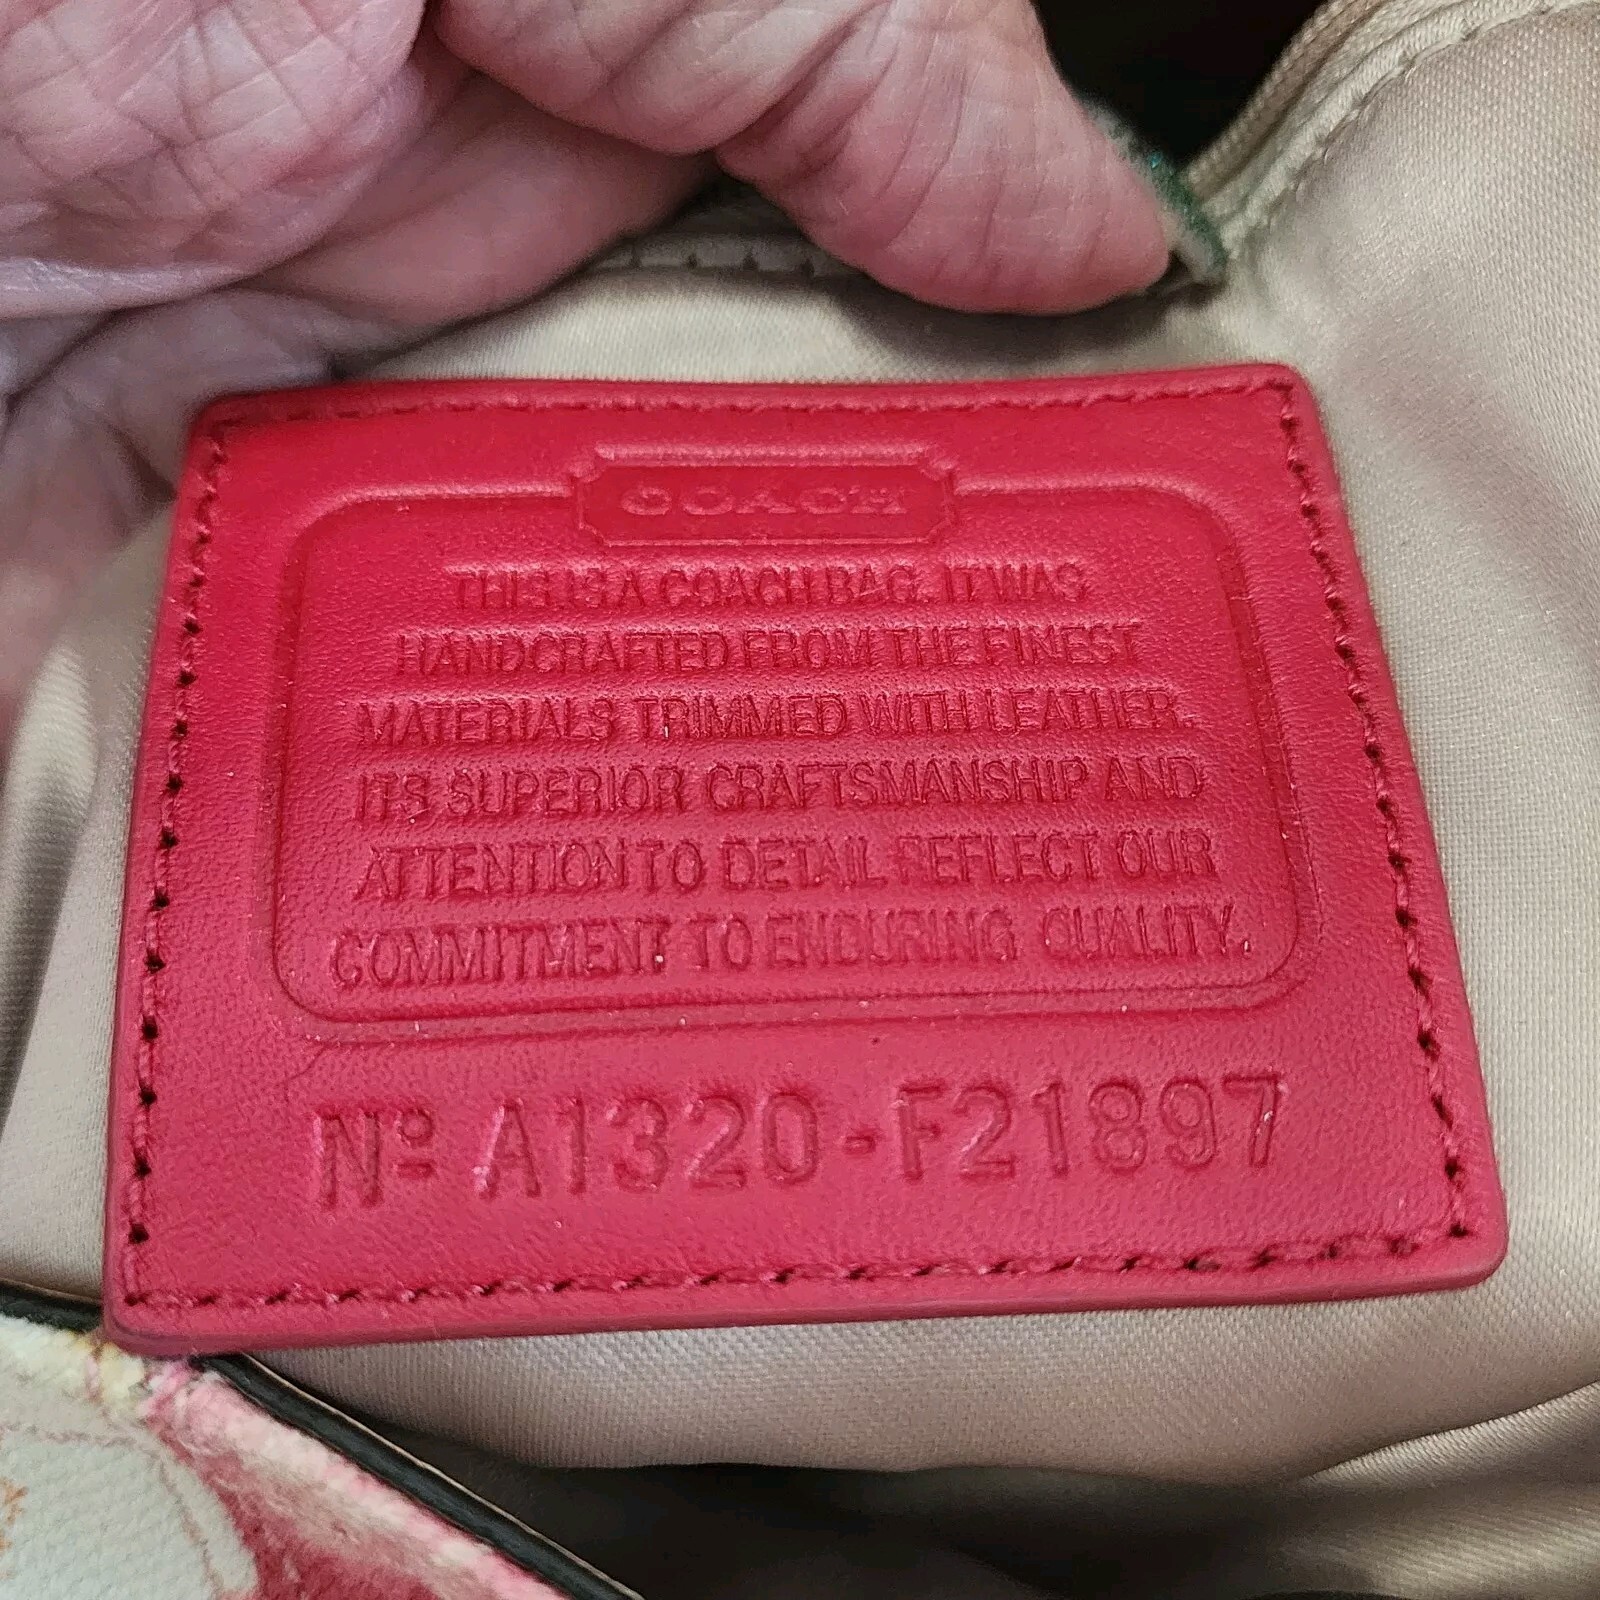 COACH
THIS IS A COACH BAG. IT WAS
HANDCRAFTED FROM THE FINEST
MATERIALS TRIMMED WITH LEATHER.
ITS SUPERIOR CRAFTSMANSHIP AND
ATTENTION TO DETAIL REFLECT OUR
COMMITMENT TO ENDURING QUALITY.
Nº A1320-F21897